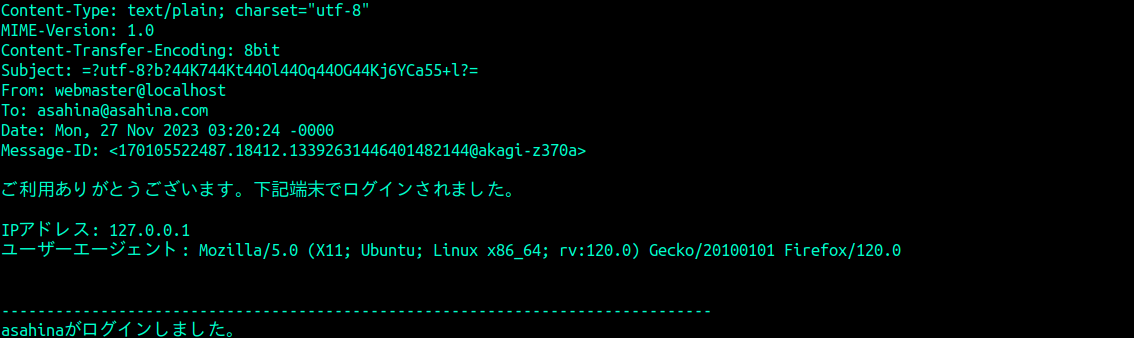 Content-Type: text/plain; charset="utf-8"
MIME-Version: 1.0
Content-Transfer-Encoding: 8bit
Subject: =?utf-8?b?44K744Kt44Ol44Oq44OG44Kj6YCa55+l?=
From: webmaster@localhost
To: asahina@asahina.com
Date: Mon, 27 Nov 2023 03:20:24 -0000
Message-ID: <170105522487.18412.13392631446401482144@akagi-z370a>
ご利用ありがとうございます。下記端末でログインされました。
IPアドレス: 127.0.0.1
ユーザーエージェント: Mozilla/5.0 (X11; Ubuntu; Linux x86_64; rv:120.0) Gecko/20100101 Firefox/120.0
-------------------------------------------------------------------------------
asahinaがログインしました。